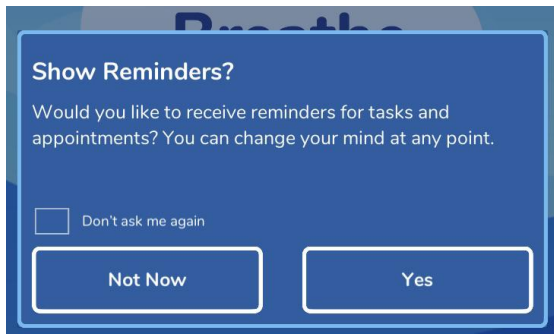 Breathe
Show Reminders?
Would you like to receive reminders for tasks and
appointments? You can change your mind at any point.
Don't ask me again
Not Now
Yes